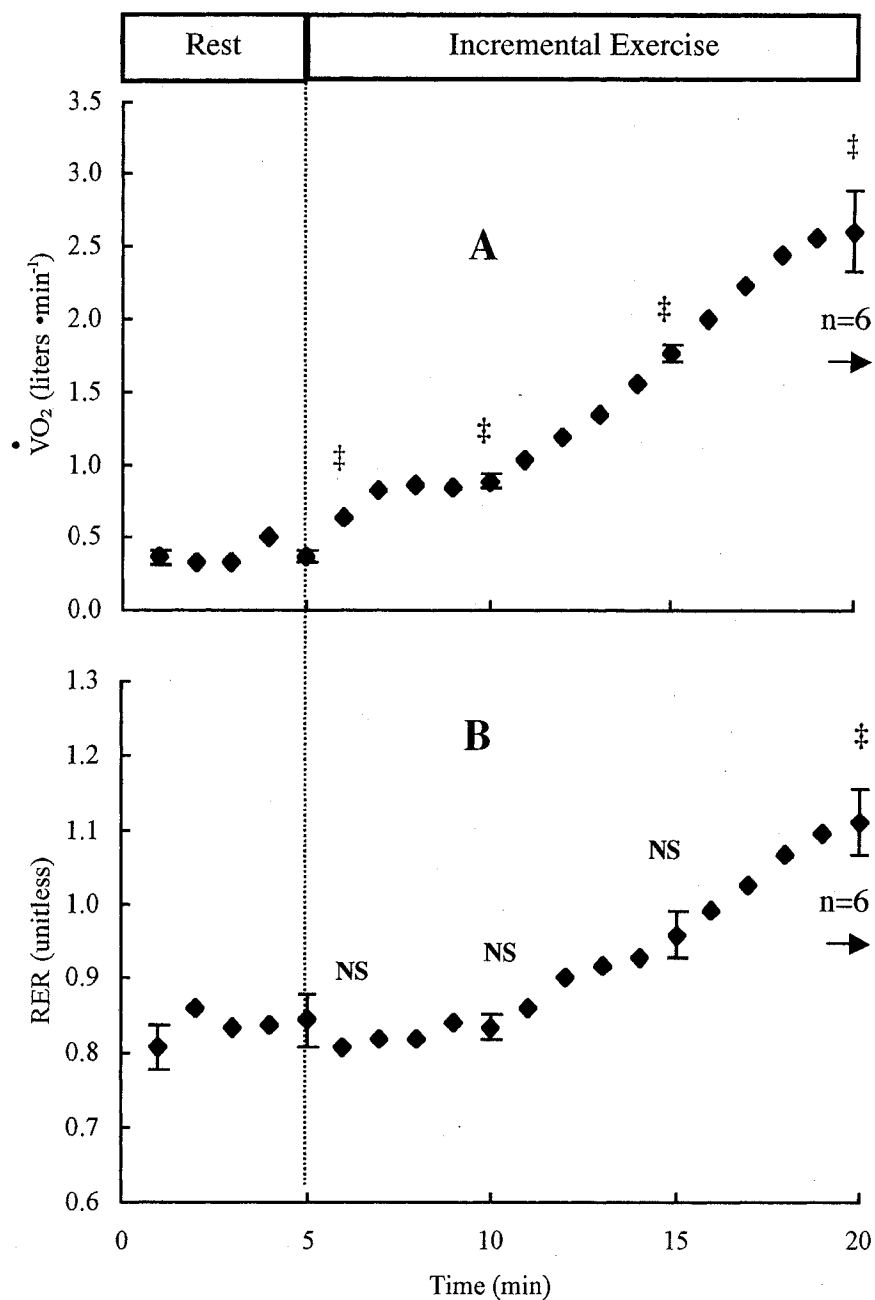 Rest Incremental Exercise
3.5
3.0
2.5
2.0
1.5
1.0
0.5
0.0
V̇O₂ (liters •min⁻¹)
A
‡
‡
‡
‡
n=6
1.3
1.2
1.1
1.0
0.9
0.8
0.7
0.6
RER (unitless)
B
‡
NS
NS
NS
n=6
0 5 10 15 20
Time (min)